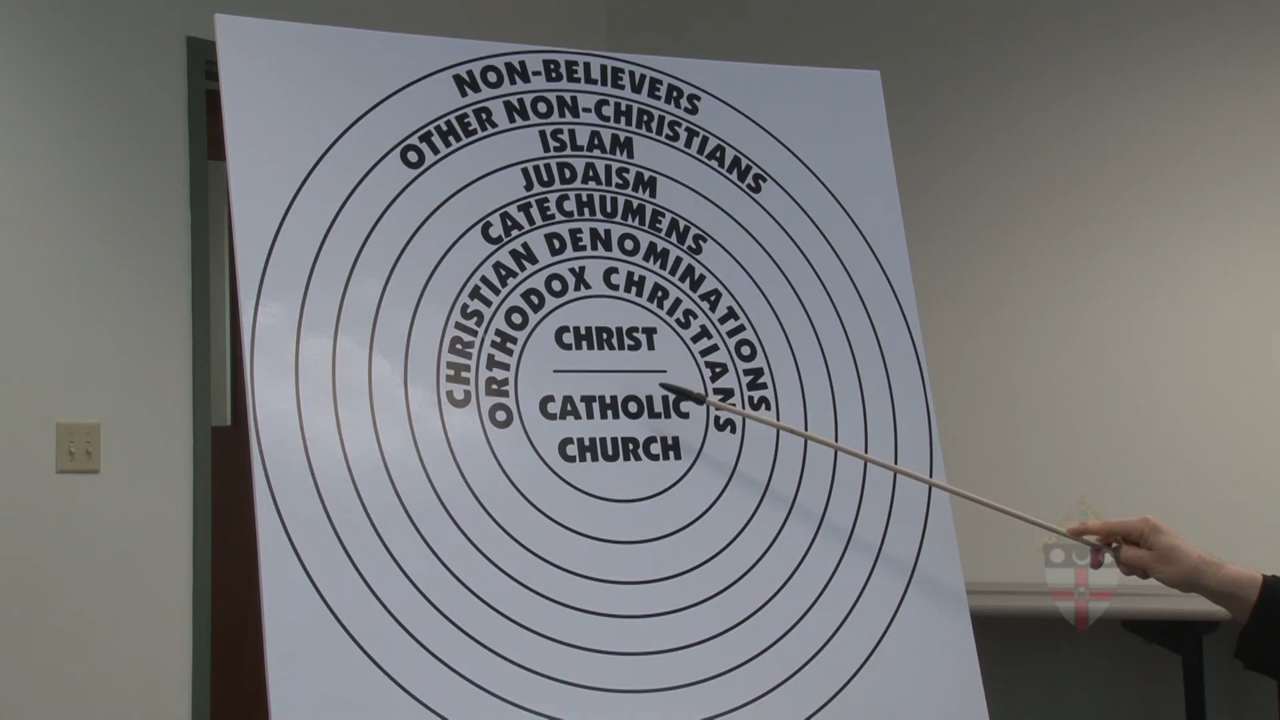 NON-BELIEVERS
OTHER NON-CHRISTIANS
ISLAM
JUDAISM
CATECHUMENS
CHRISTIAN DENOMINATIONS
ORTHODOX CHRISTIANS
CHRIST
CATHOLIC
CHURCH